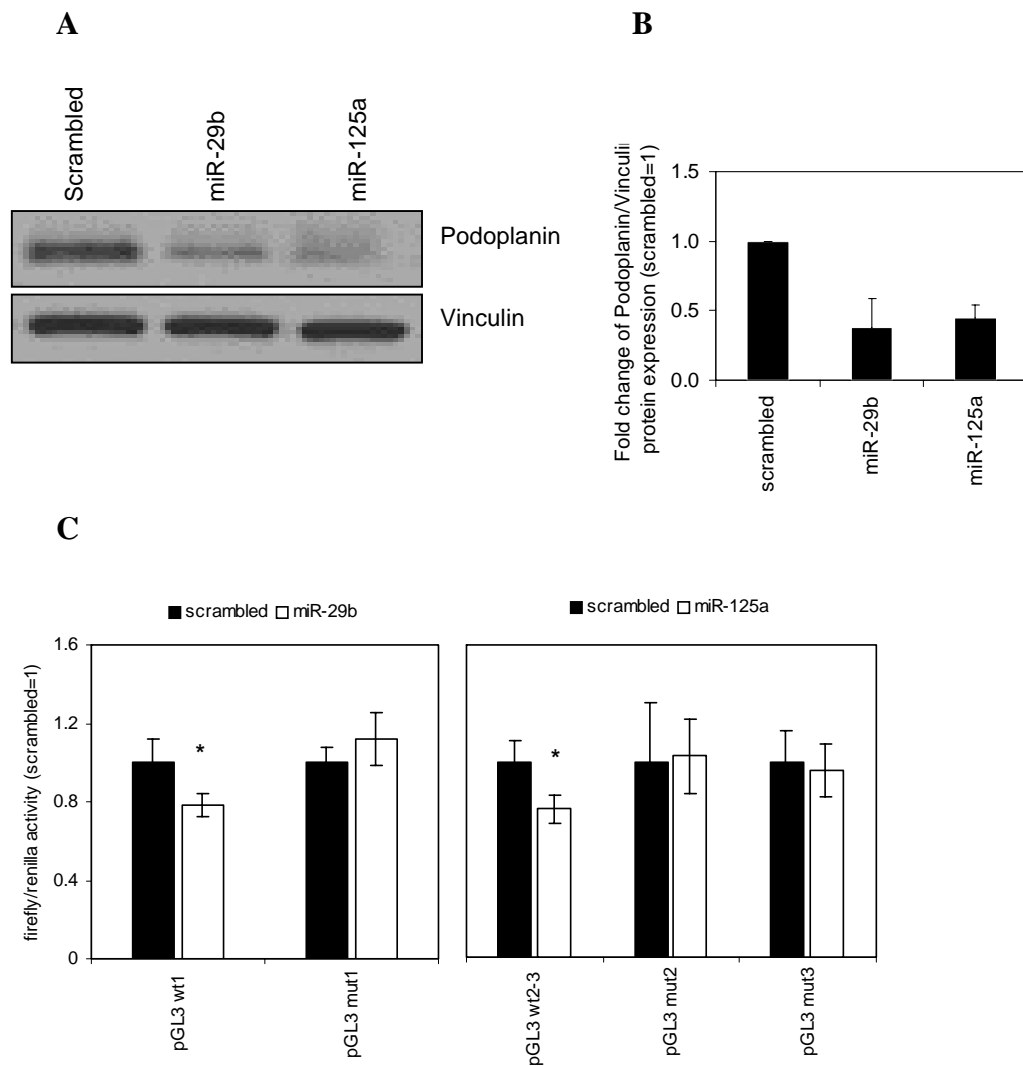 A
B
Scrambled
miR-29b
miR-125a
Podoplanin
Vinculin
Fold change of Podoplanin/Vinculi
protein expression (scrambled=1)
1.5
1.0
0.5
0.0
scrambled
miR-29b
miR-125a
C
scrambled miR-29b
scrambled miR-125a
firefly/renilla activity (scrambled=1)
1.6
1.2
0.8
0.4
0
*
*
pGL3 wt1
pGL3 mut1
pGL3 wt2-3
pGL3 mut2
pGL3 mut3